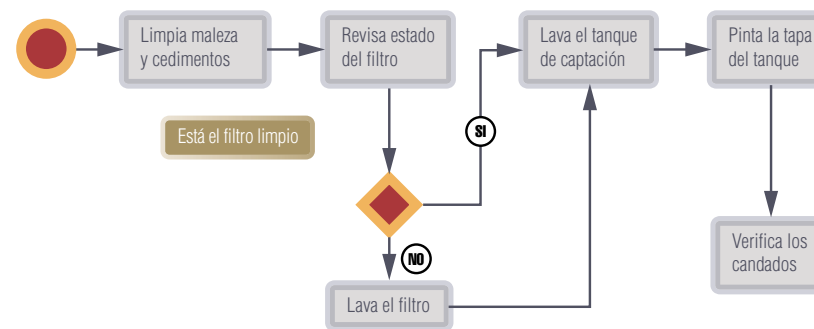 Limpia maleza
y cedimentos
Revisa estado
del filtro
Lava el tanque
de captación
Pinta la tapa
del tanque
Está el filtro limpio
SI
NO
Verifica los
candados
Lava el filtro